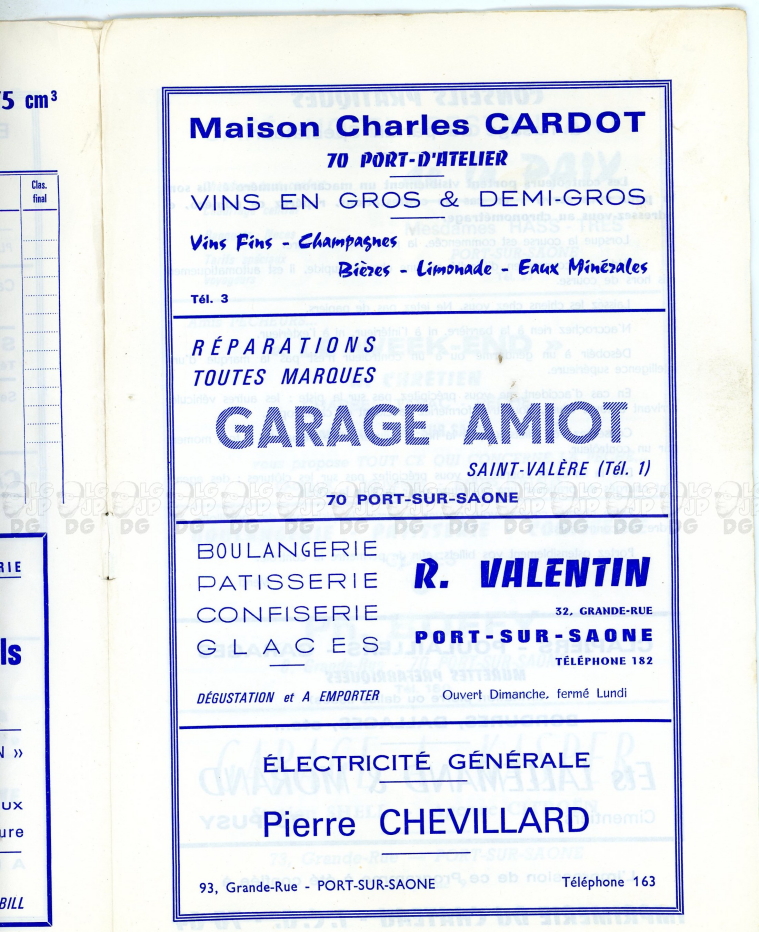 75 cm³
Clas.
final
RIE
ls
N »
ux
ure
BILL
Maison Charles CARDOT
70 PORT-D'ATELIER
VINS EN GROS & DEMI-GROS
Vins Fins - Champagnes
Bières - Limonade - Eaux Minérales
Tél. 3
RÉPARATIONS
TOUTES MARQUES
GARAGE AMIOT
SAINT-VALÈRE (Tél. 1)
70 PORT-SUR-SAONE
BOULANGERIE
PATISSERIE
CONFISERIE
GLACES
DÉGUSTATION et A EMPORTER
R. VALENTIN
32, GRANDE-RUE
PORT-SUR-SAONE
TÉLÉPHONE 182
Ouvert Dimanche, fermé Lundi
ÉLECTRICITÉ GÉNÉRALE
Pierre CHEVILLARD
93, Grande-Rue - PORT-SUR-SAONE Téléphone 163